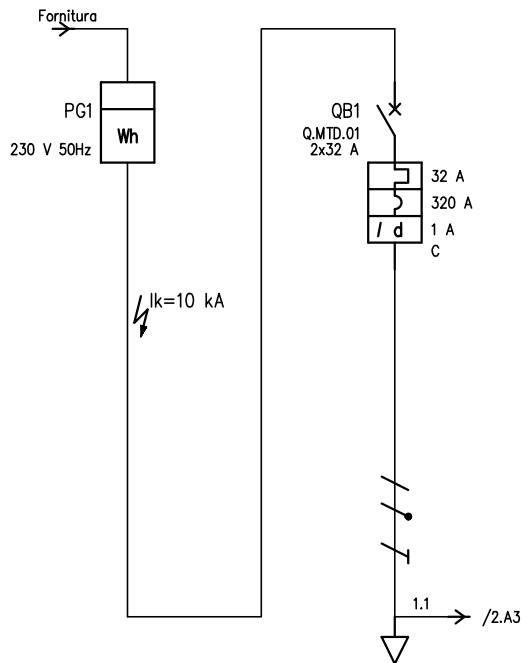 Fornitura
PG1
Wh
230 V 50Hz
Ik=10 kA
QB1
Q.MTD.01
2x32 A
32 A
320 A
I d
1 A
C
1.1
/2.A3